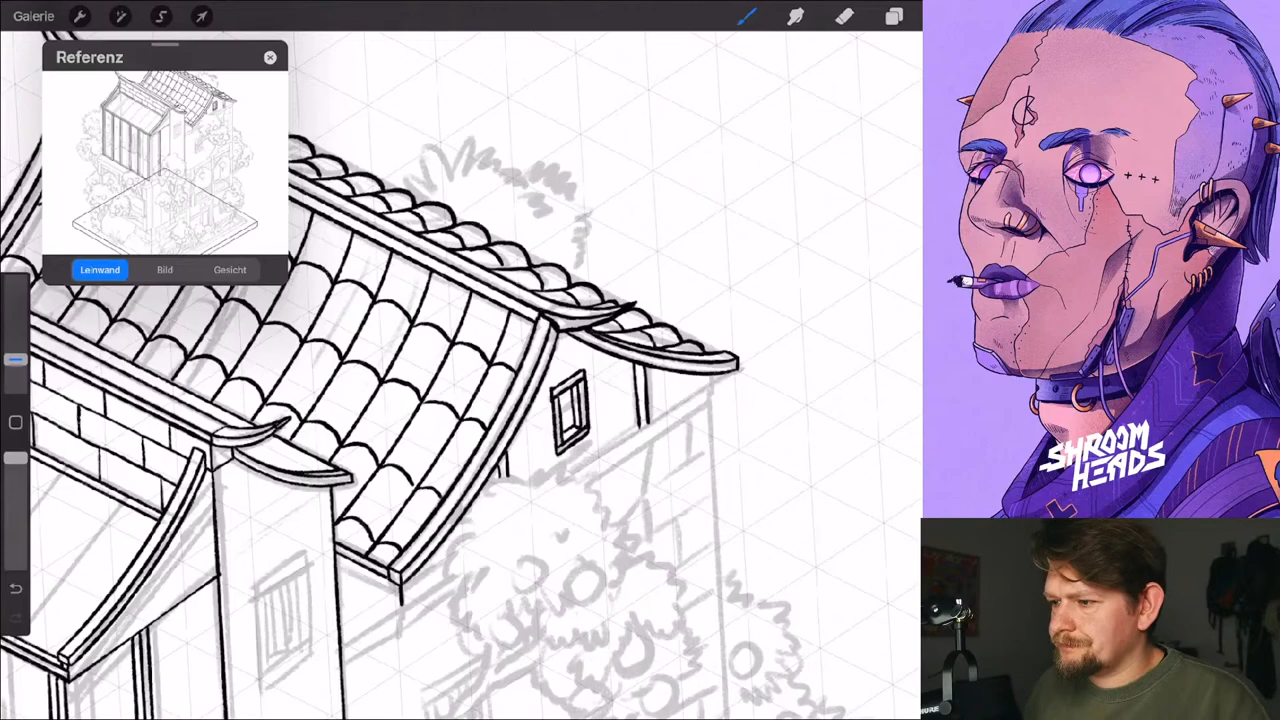 Galerie
Referenz
Leinwand
Bild
Gesicht
SHROOM
HEADS